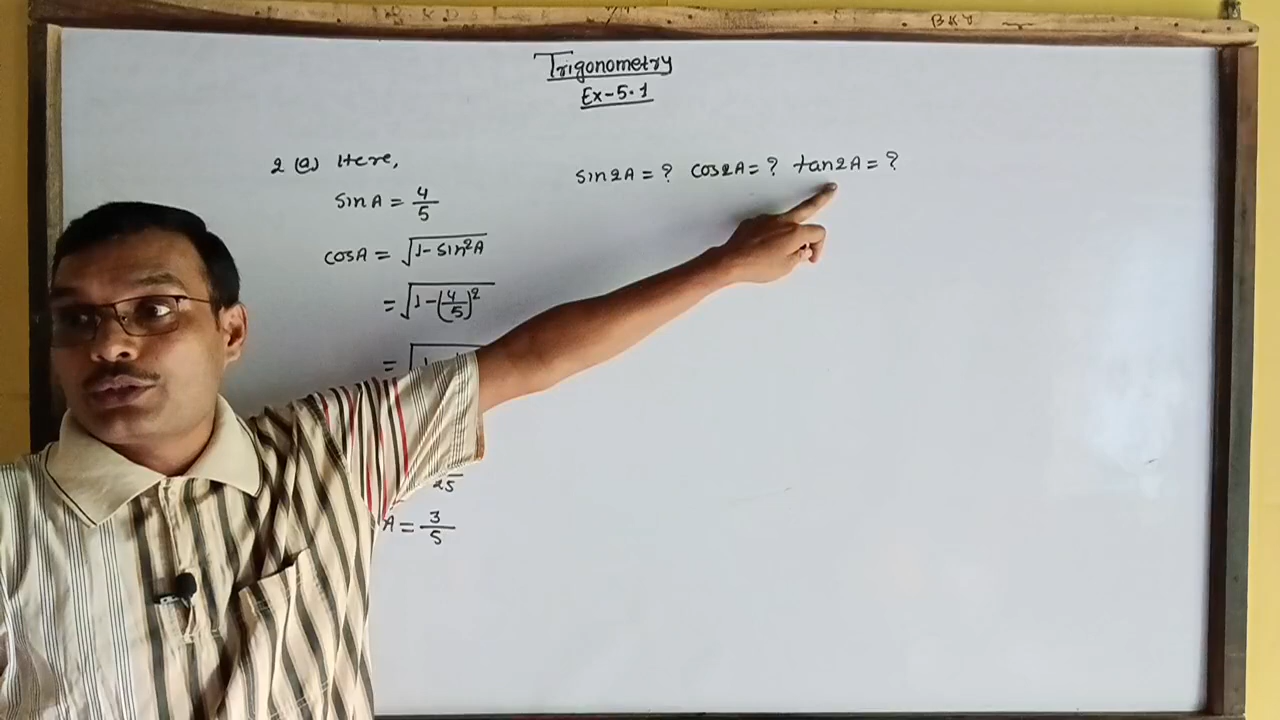 BKY
Trigonometry
Ex-5.1
2 (a) Here,
sin2A = ? cos2A = ? tan2A = ?
sinA = 4/5
cosA = √(1-sin²A)
= √(1-(4/5)²)
=
25
A = 3/5